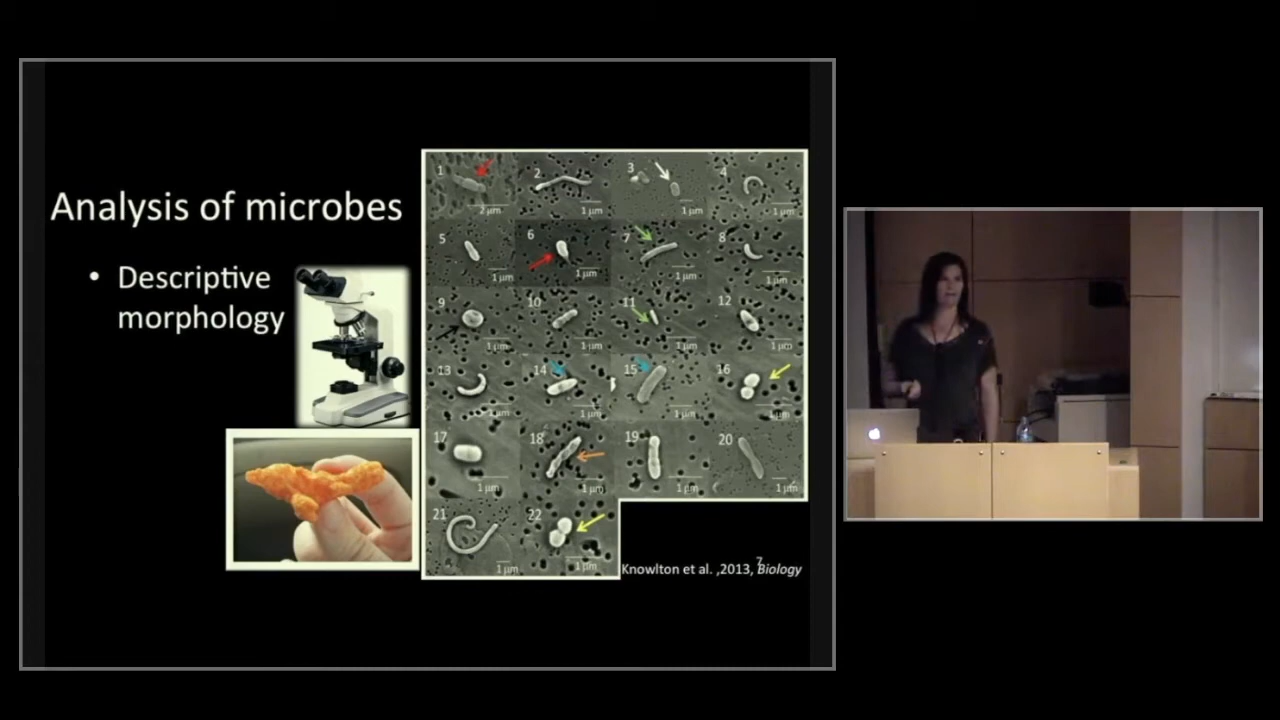 Analysis of microbes
• Descriptive
morphology
1 2 3 4
2 µm 1 µm 1 µm 1 µm
5 6 7 8
1 µm 1 µm 1 µm 1 µm
9 10 11 12
1 µm 1 µm 1 µm 1 µm
13 14 15 16
1 µm 1 µm 1 µm 1 µm
17 18 19 20
1 µm 1 µm 1 µm 1 µm
21 22
1 µm 1 µm
7
Knowlton et al. ,2013, Biology